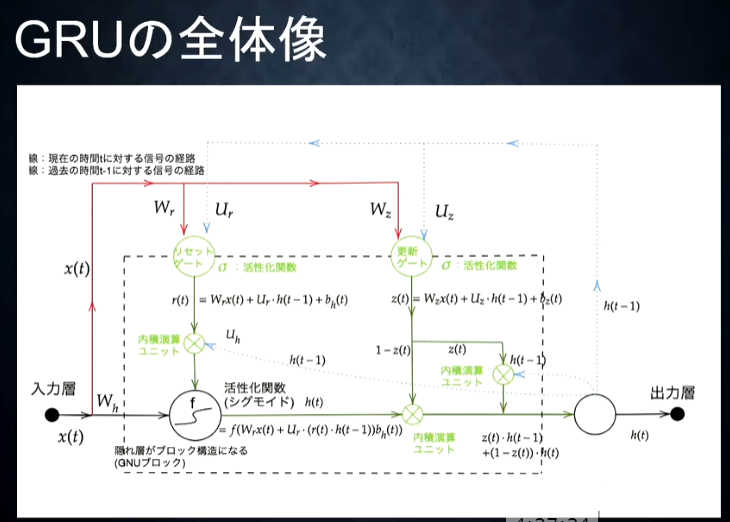 GRUの全体像
線：現在の時間tに対する信号の経路
線：過去の時間t-1に対する信号の経路
W_r
U_r
W_z
U_z
x(t)
リセット
ゲート
σ：活性化関数
更新
ゲート
σ：活性化関数
r(t) = W_r x(t) + U_r · h(t−1) + b_h(t)
z(t) = W_z x(t) + U_z · h(t−1) + b_z(t)
h(t−1)
内積演算
ユニット
U_h
h(t−1)
1−z(t)
z(t)
h(t−1)
内積演算
ユニット
入力層
W_h
x(t)
f
活性化関数
(シグモイド) h(t)
= f(W_r x(t) + U_r · (r(t) · h(t−1)) b_h(t))
隠れ層がブロック構造になる
(GNUブロック)
内積演算
ユニット
z(t) · h(t−1)
+(1−z(t)) · h(t)
出力層
h(t)